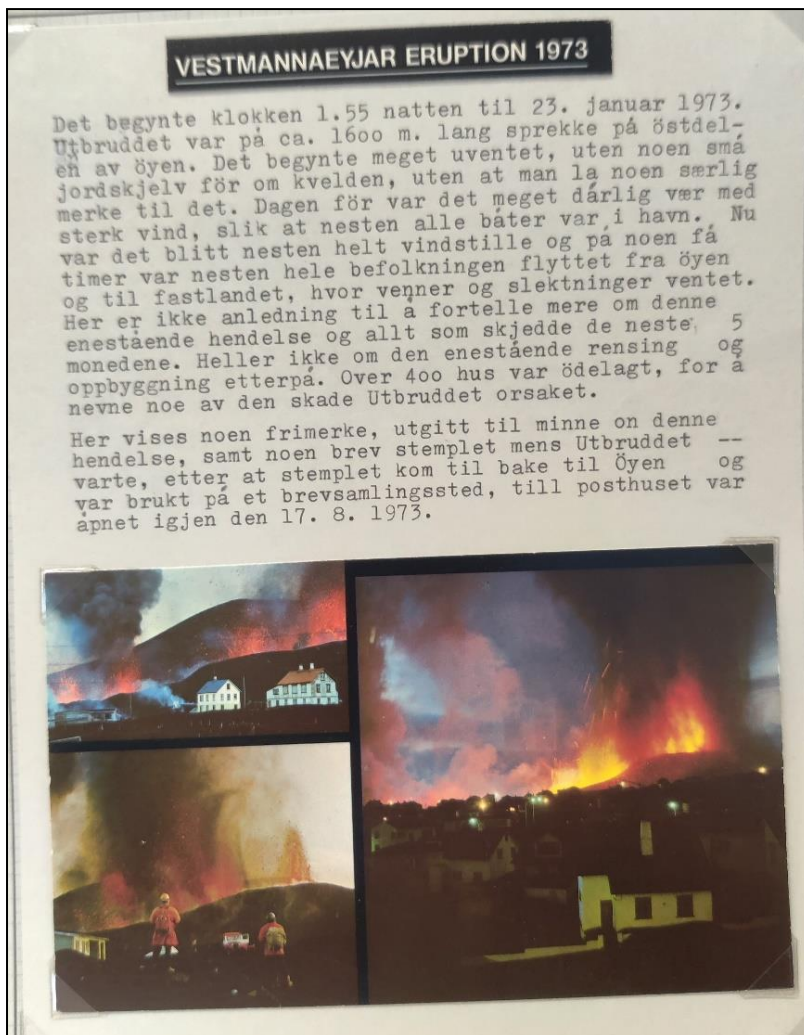 VESTMANNAEYJAR ERUPTION 1973
Det begynte klokken 1.55 natten til 23. januar 1973.
Utbruddet var på ca. 16oo m. lang sprekke på östdel-
en av öyen. Det begynte meget uventet, uten noen små
jordskjelv för om kvelden, uten at man la noen særlig
merke til det. Dagen för var det meget dårlig vær med
sterk vind, slik at nesten alle båter var i havn. Nu
var det blitt nesten helt vindstille og på noen få
timer var nesten hele befolkningen flyttet fra öyen
og til fastlandet, hvor venner og slektninger ventet.
Her er ikke anledning til å fortelle mere om denne
enestående hendelse og allt som skjedde de neste 5
monedene. Heller ikke om den enestående rensing og
oppbyggning etterpå. Over 4oo hus var ödelagt, for å
nevne noe av den skade Utbruddet orsaket.
Her vises noen frimerke, utgitt til minne on denne
hendelse, samt noen brev stemplet mens Utbruddet --
varte, etter at stemplet kom til bake til Öyen og
var brukt på et brevsamlingssted, till posthuset var
åpnet igjen den 17. 8. 1973.